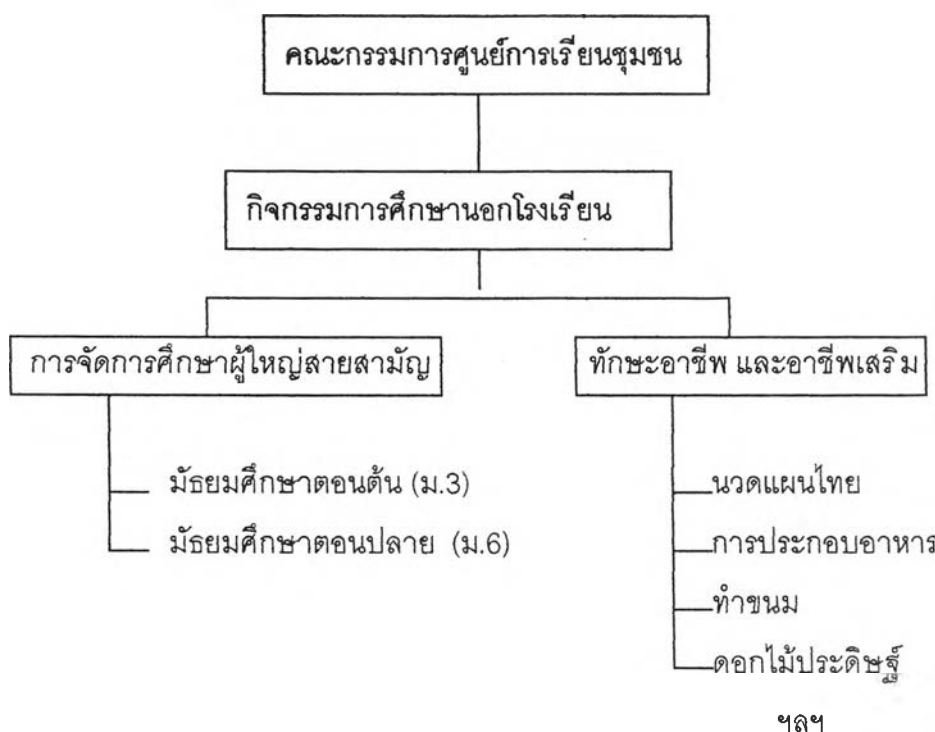 คณะกรรมการศูนย์การเรียนชุมชน
กิจกรรมการศึกษานอกโรงเรียน
การจัดการศึกษาผู้ใหญ่สายสามัญ
มัธยมศึกษาตอนต้น (ม.3)
มัธยมศึกษาตอนปลาย (ม.6)
ทักษะอาชีพ และอาชีพเสริม
นวดแผนไทย
การประกอบอาหาร
ทำขนม
ดอกไม้ประดิษฐ์
ฯลฯ